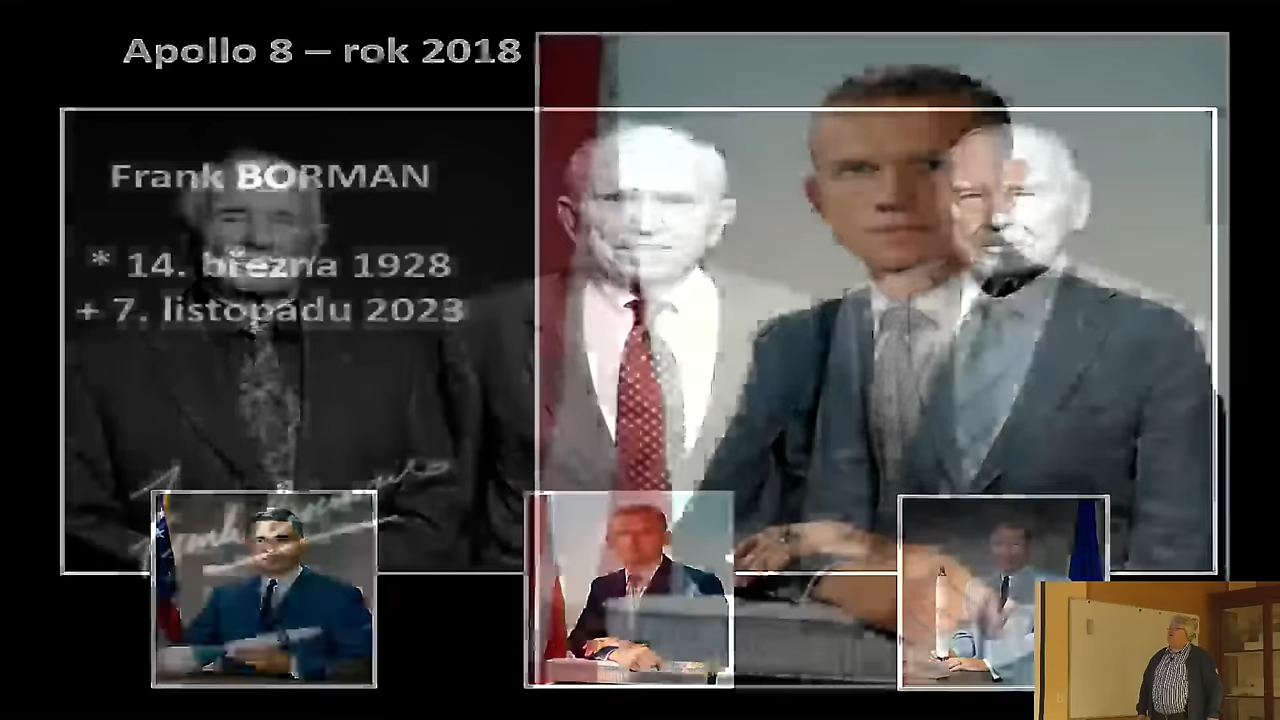 Apollo 8 – rok 2018
Frank BORMAN
* 14. března 1928
+ 7. listopadu 2023